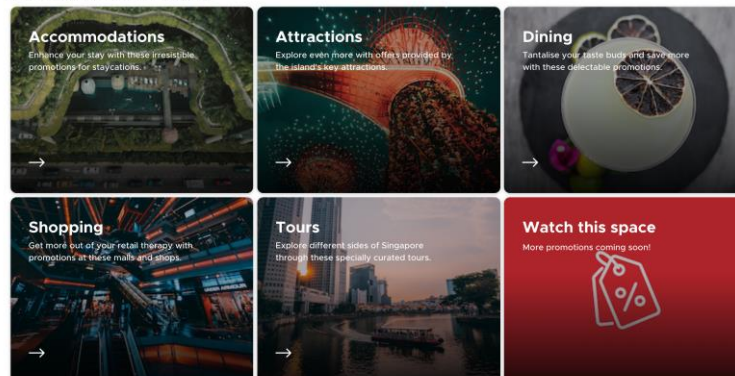 Accommodations
Enhance your stay with these irresistible
promotions for staycations.
Attractions
Explore even more with offers provided by
the island's key attractions.
Dining
Tantalise your taste buds and save more
with these delectable promotions.
Shopping
Get more out of your retail therapy with
promotions at these malls and shops.
UNDER ARMOUR
Tours
Explore different sides of Singapore
through these specially curated tours.
Watch this space
More promotions coming soon!
%